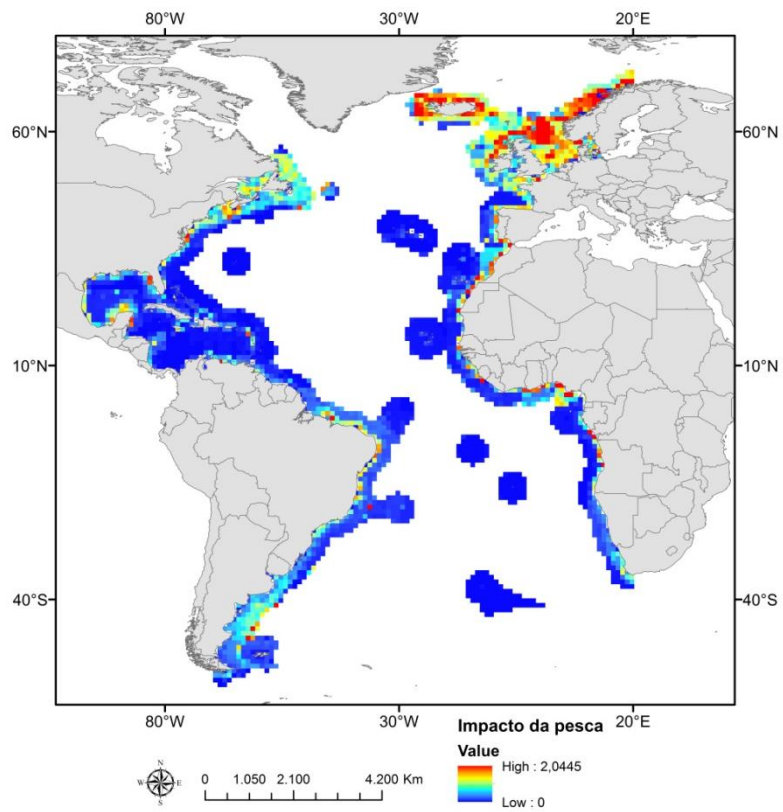 80°W 30°W 20°E
60°N 60°N
10°N 10°N
40°S 40°S
80°W 30°W 20°E
Impacto da pesca
Value
High : 2,0445
Low : 0
N
W E
S
0 1.050 2.100 4.200 Km